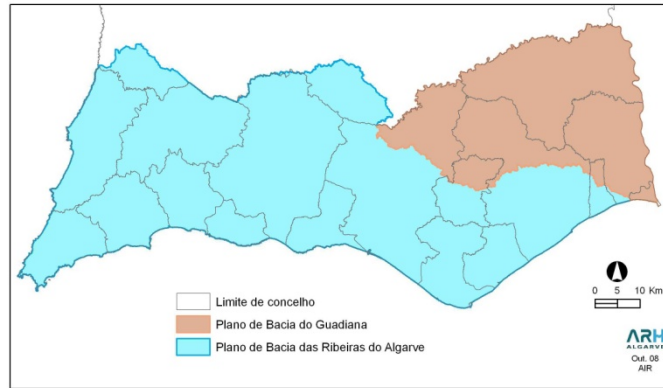 Limite de concelho
Plano de Bacia do Guadiana
Plano de Bacia das Ribeiras do Algarve
0 5 10 Km
ARH
ALGARVE
Out. 08
AIR